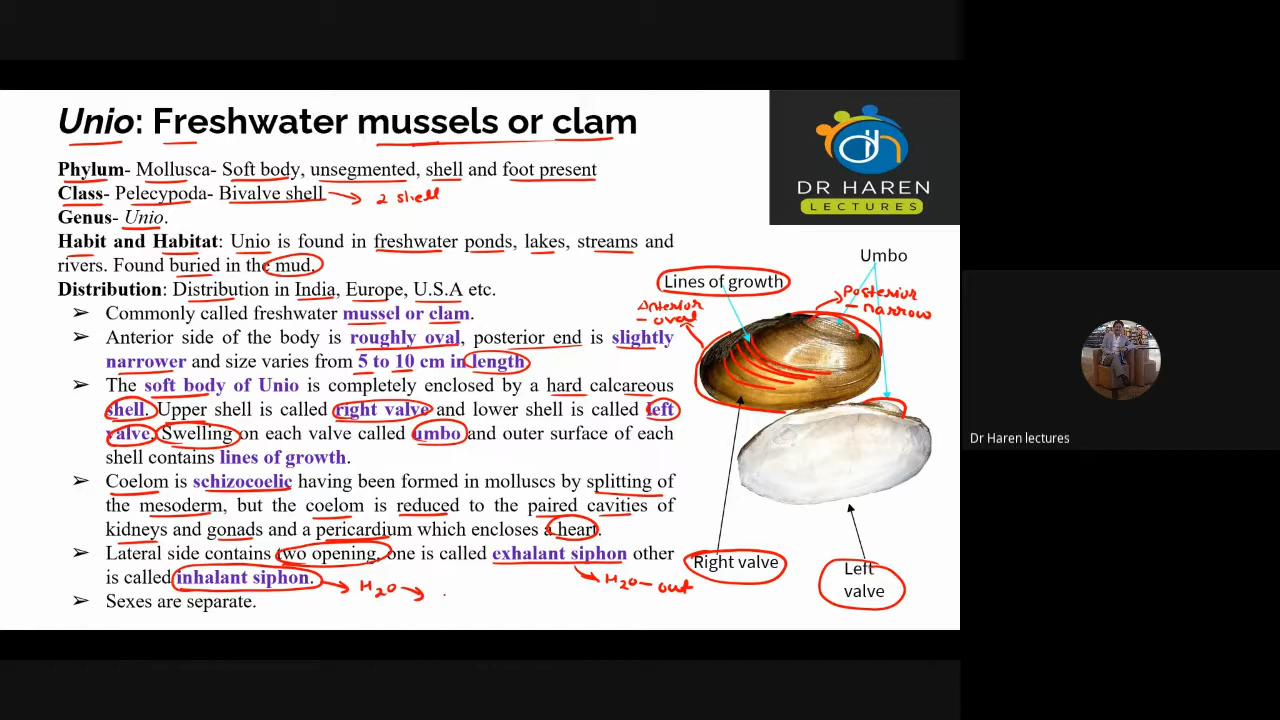 Unio: Freshwater mussels or clam
Phylum- Mollusca- Soft body, unsegmented, shell and foot present
Class- Pelecypoda- Bivalve shell → 2 shell
Genus- Unio.
Habit and Habitat: Unio is found in freshwater ponds, lakes, streams and
rivers. Found buried in the mud.
Distribution: Distribution in India, Europe, U.S.A etc.
➢ Commonly called freshwater mussel or clam.
➢ Anterior side of the body is roughly oval, posterior end is slightly
narrower and size varies from 5 to 10 cm in length
➢ The soft body of Unio is completely enclosed by a hard calcareous
shell. Upper shell is called right valve and lower shell is called left
valve. Swelling on each valve called umbo and outer surface of each
shell contains lines of growth.
➢ Coelom is schizocoelic having been formed in molluscs by splitting of
the mesoderm, but the coelom is reduced to the paired cavities of
kidneys and gonads and a pericardium which encloses a heart.
➢ Lateral side contains two opening, one is called exhalant siphon other
is called inhalant siphon.
→ H2O →
→ H2O - out
➢ Sexes are separate.
DR HAREN
LECTURES
Umbo
Lines of growth
Anterior
- oval
Posterior
- narrow
Right valve
Left
valve
Dr Haren lectures